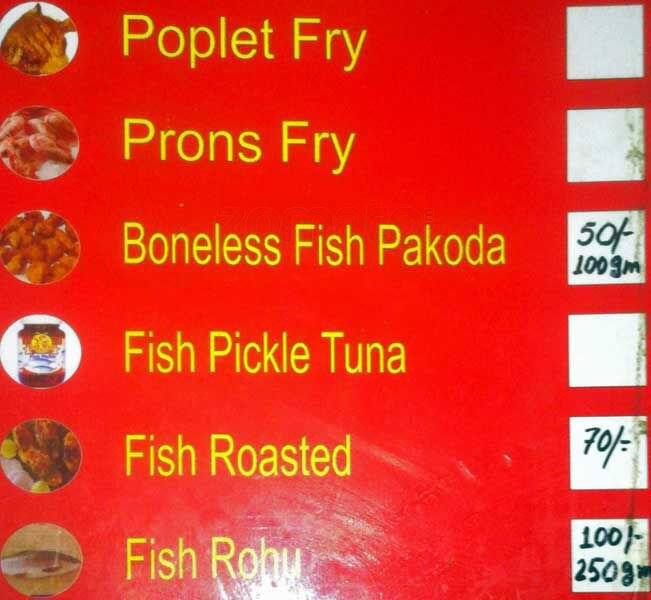 Poplet Fry
Prons Fry
Boneless Fish Pakoda 50/-
100gm
Fish Pickle Tuna
Fish Roasted 70/-
Fish Rohu 100/-
250gm